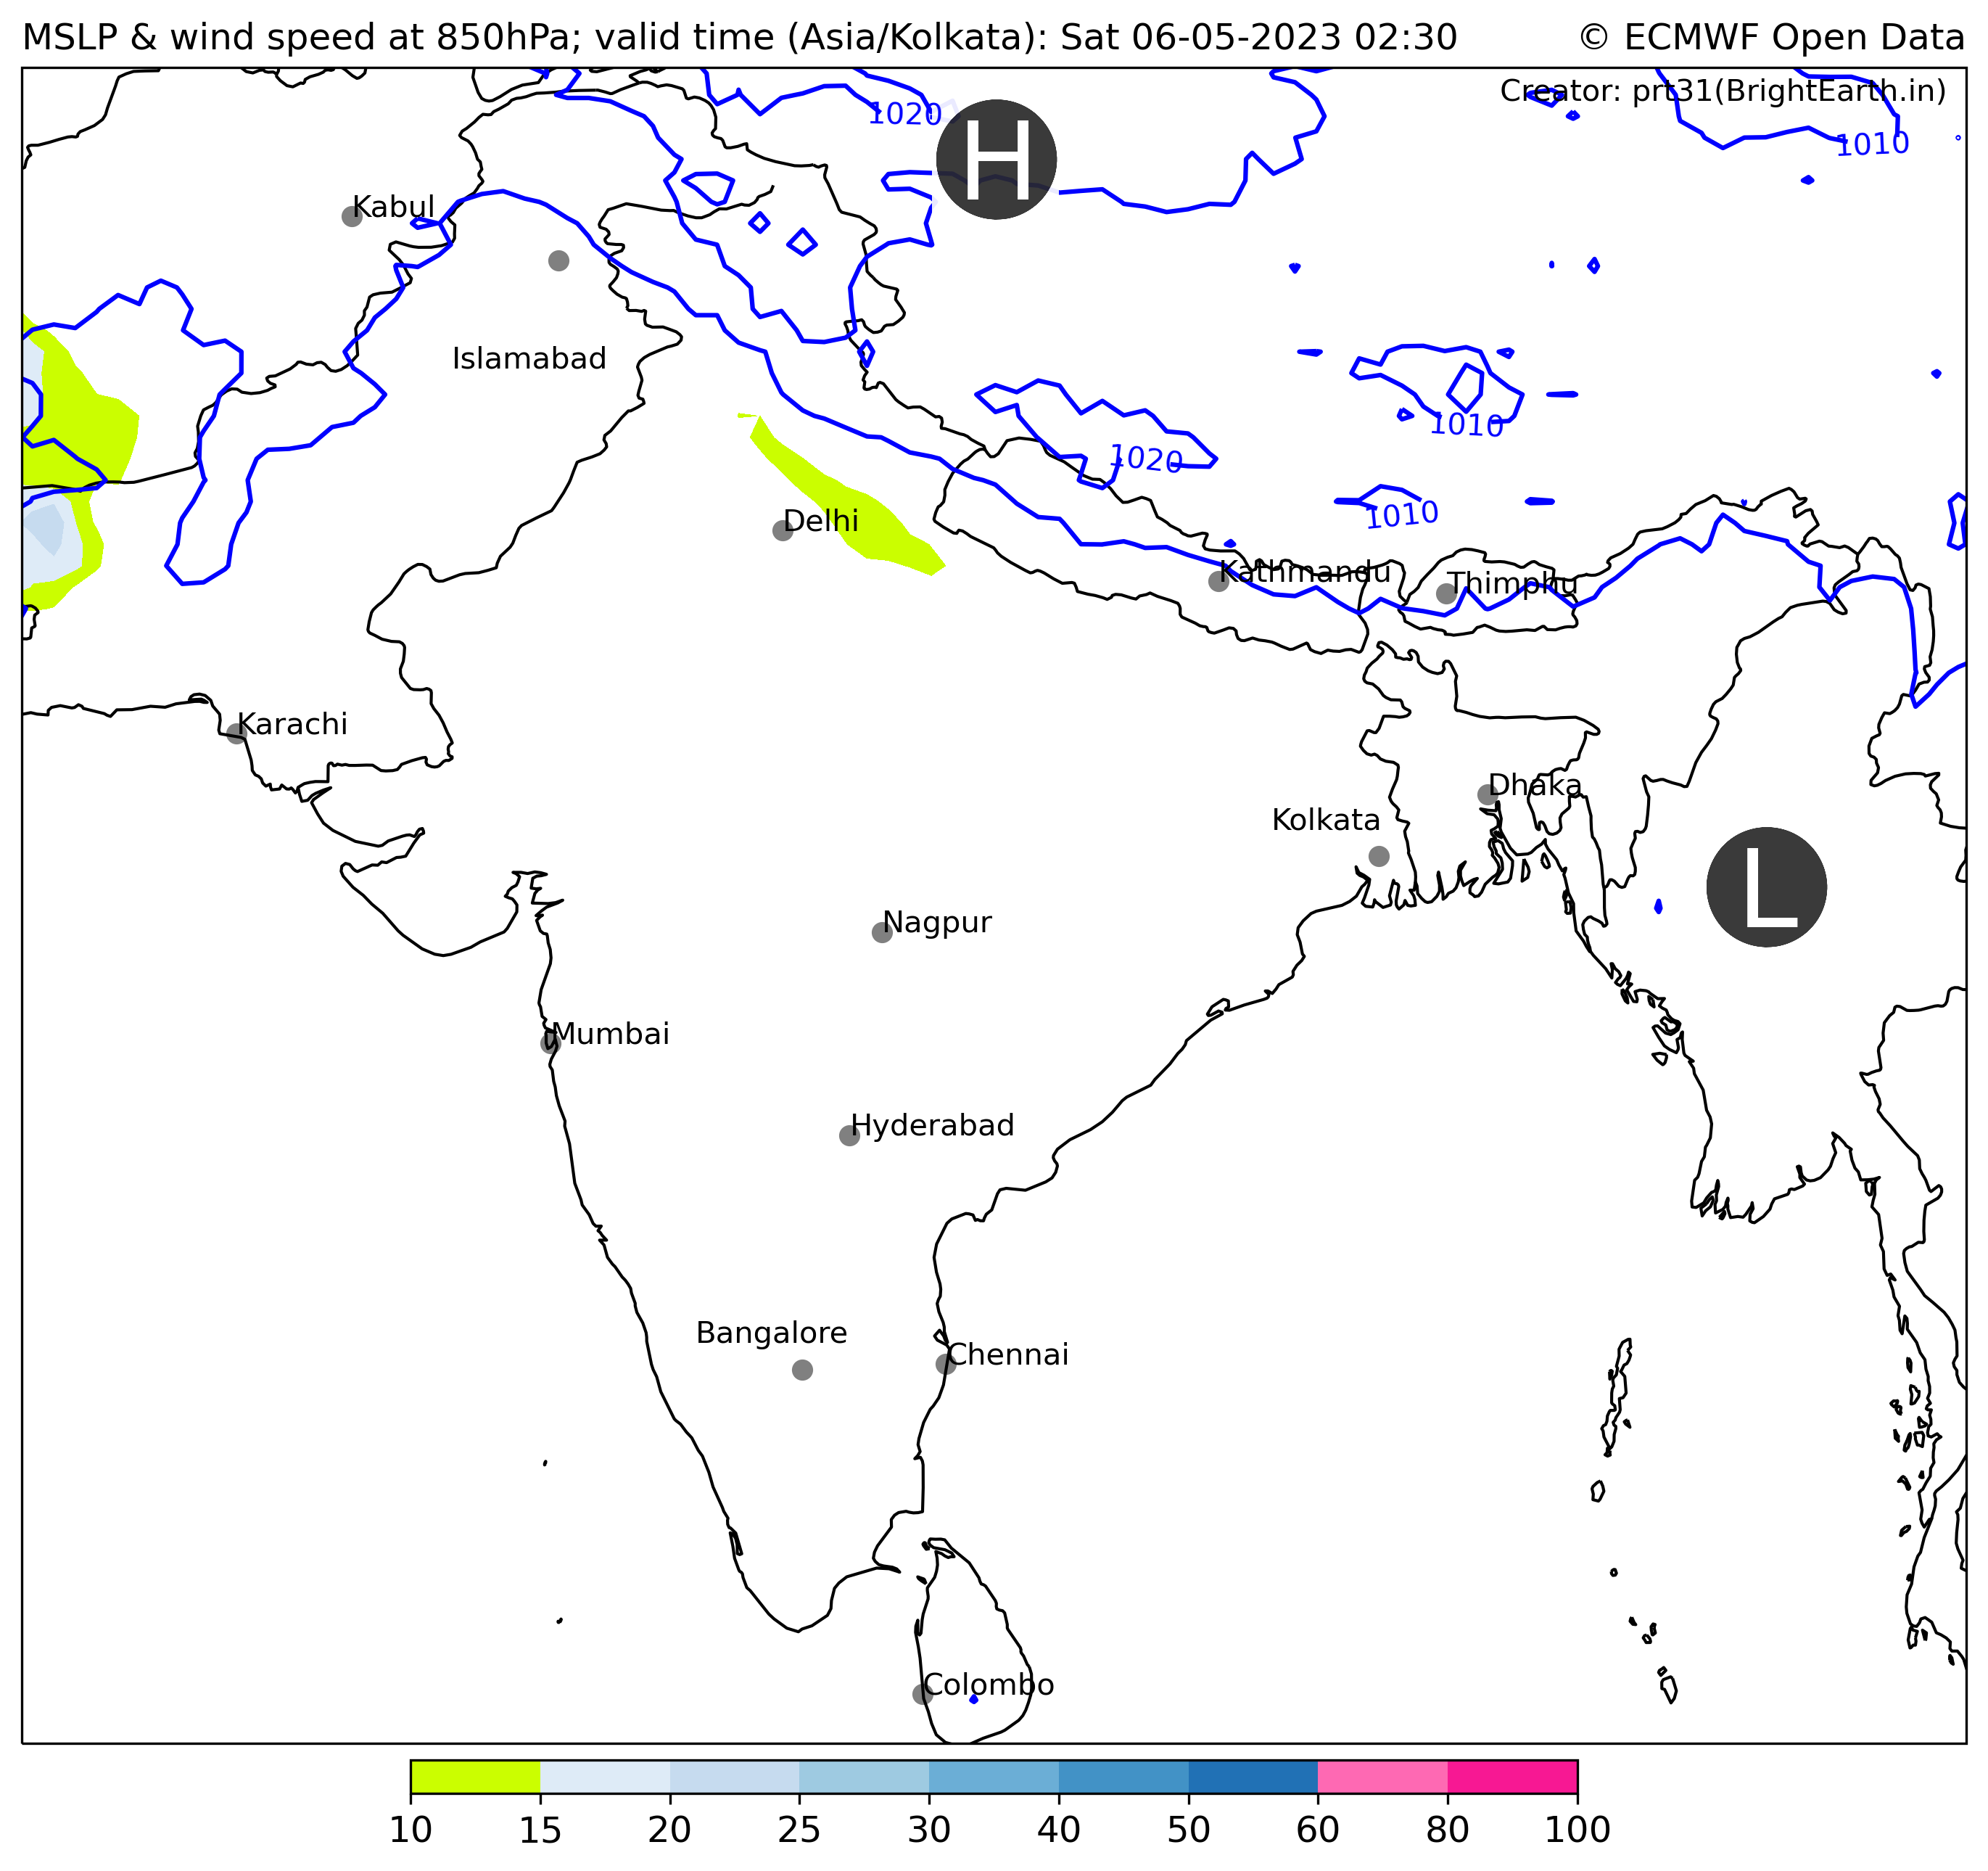 MSLP & wind speed at 850hPa; valid time (Asia/Kolkata): Sat 06-05-2023 02:30 © ECMWF Open Data
Creator: prt31(BrightEarth.in)
1020
H
1010
Kabul
Islamabad
1010
1020
1010
Delhi
Kathmandu
Thimphu
Karachi
Dhaka
Kolkata
L
Nagpur
Mumbai
Hyderabad
Bangalore
Chennai
Colombo
10 15 20 25 30 40 50 60 80 100